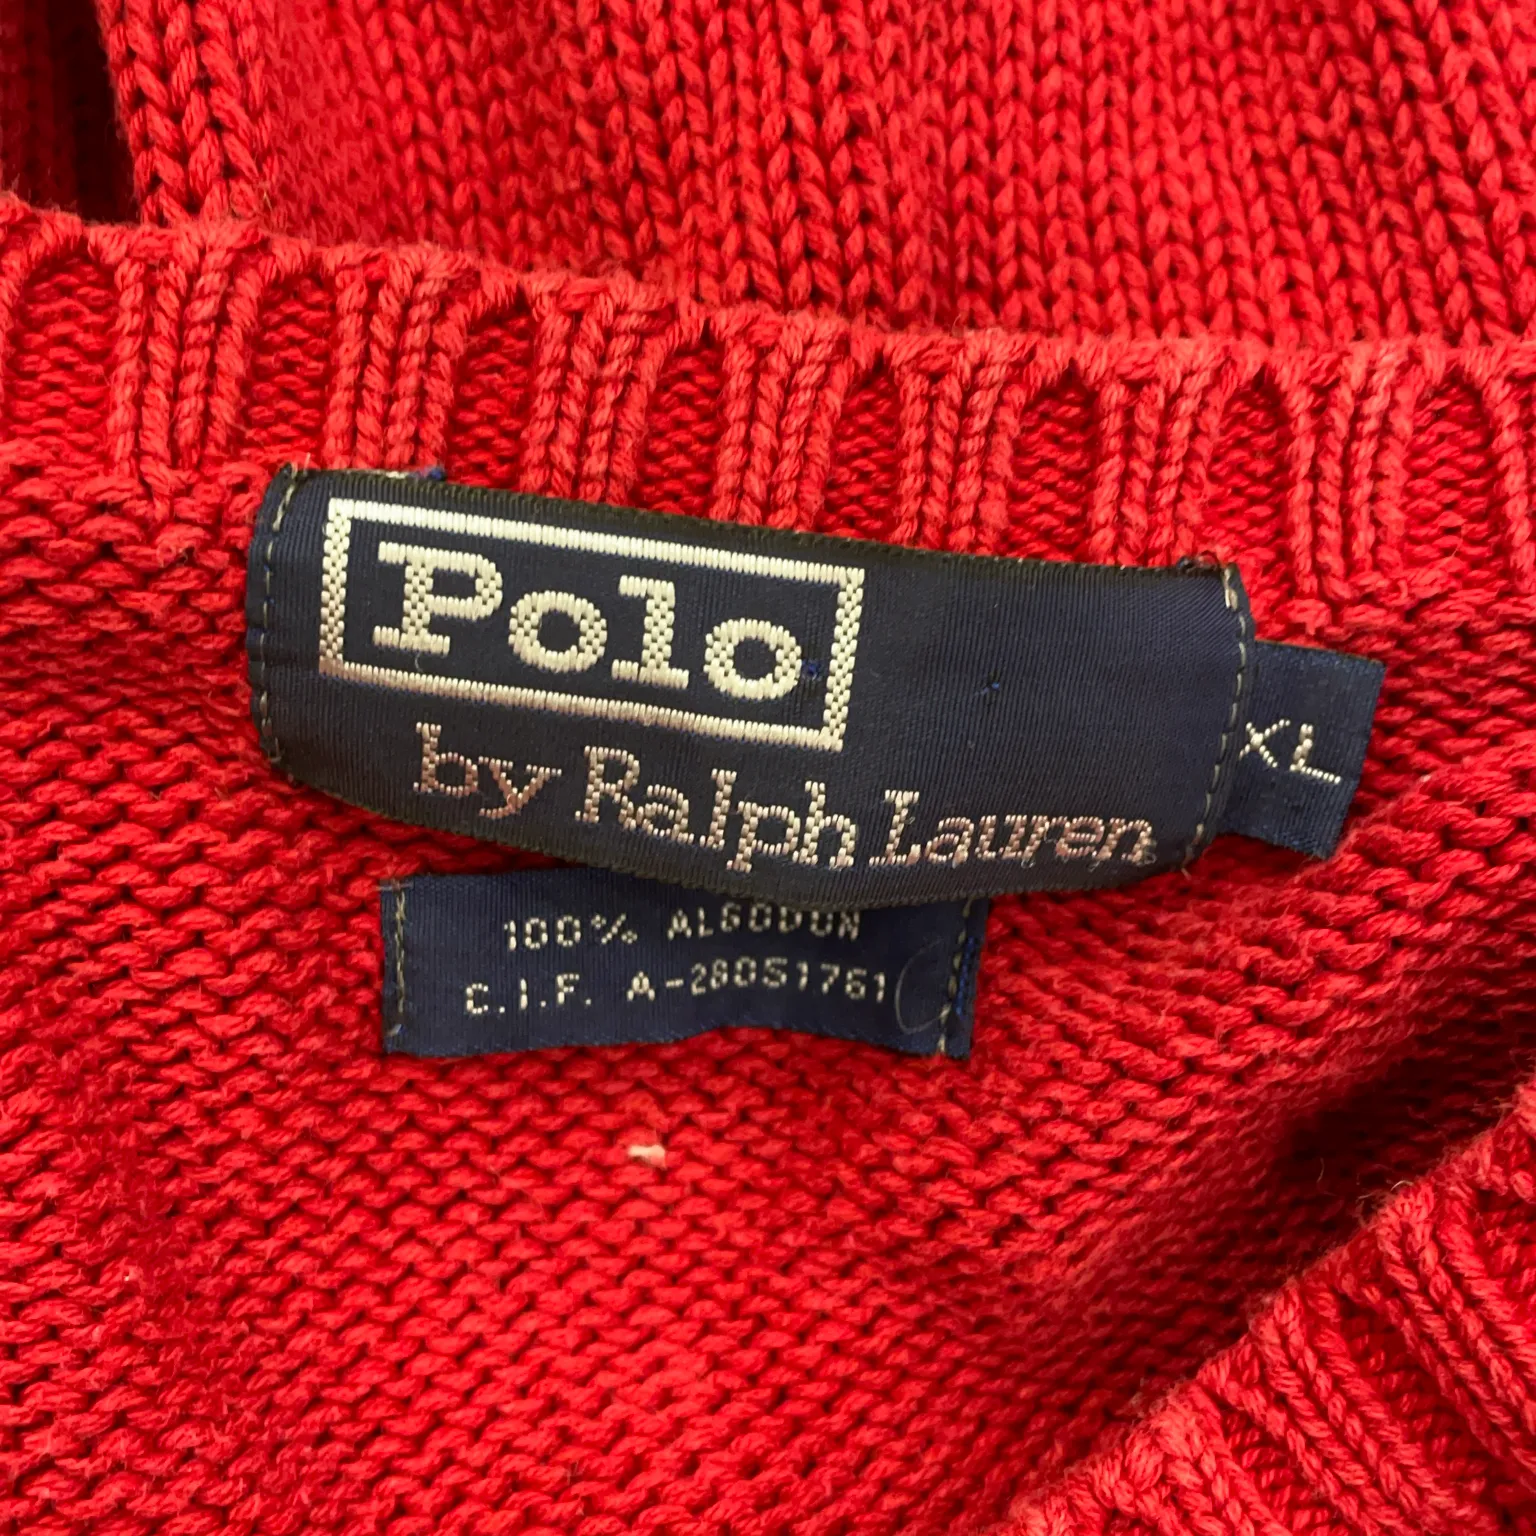 Polo
by Ralph Lauren
XL
100% ALGODON
C.I.F. A-28051761